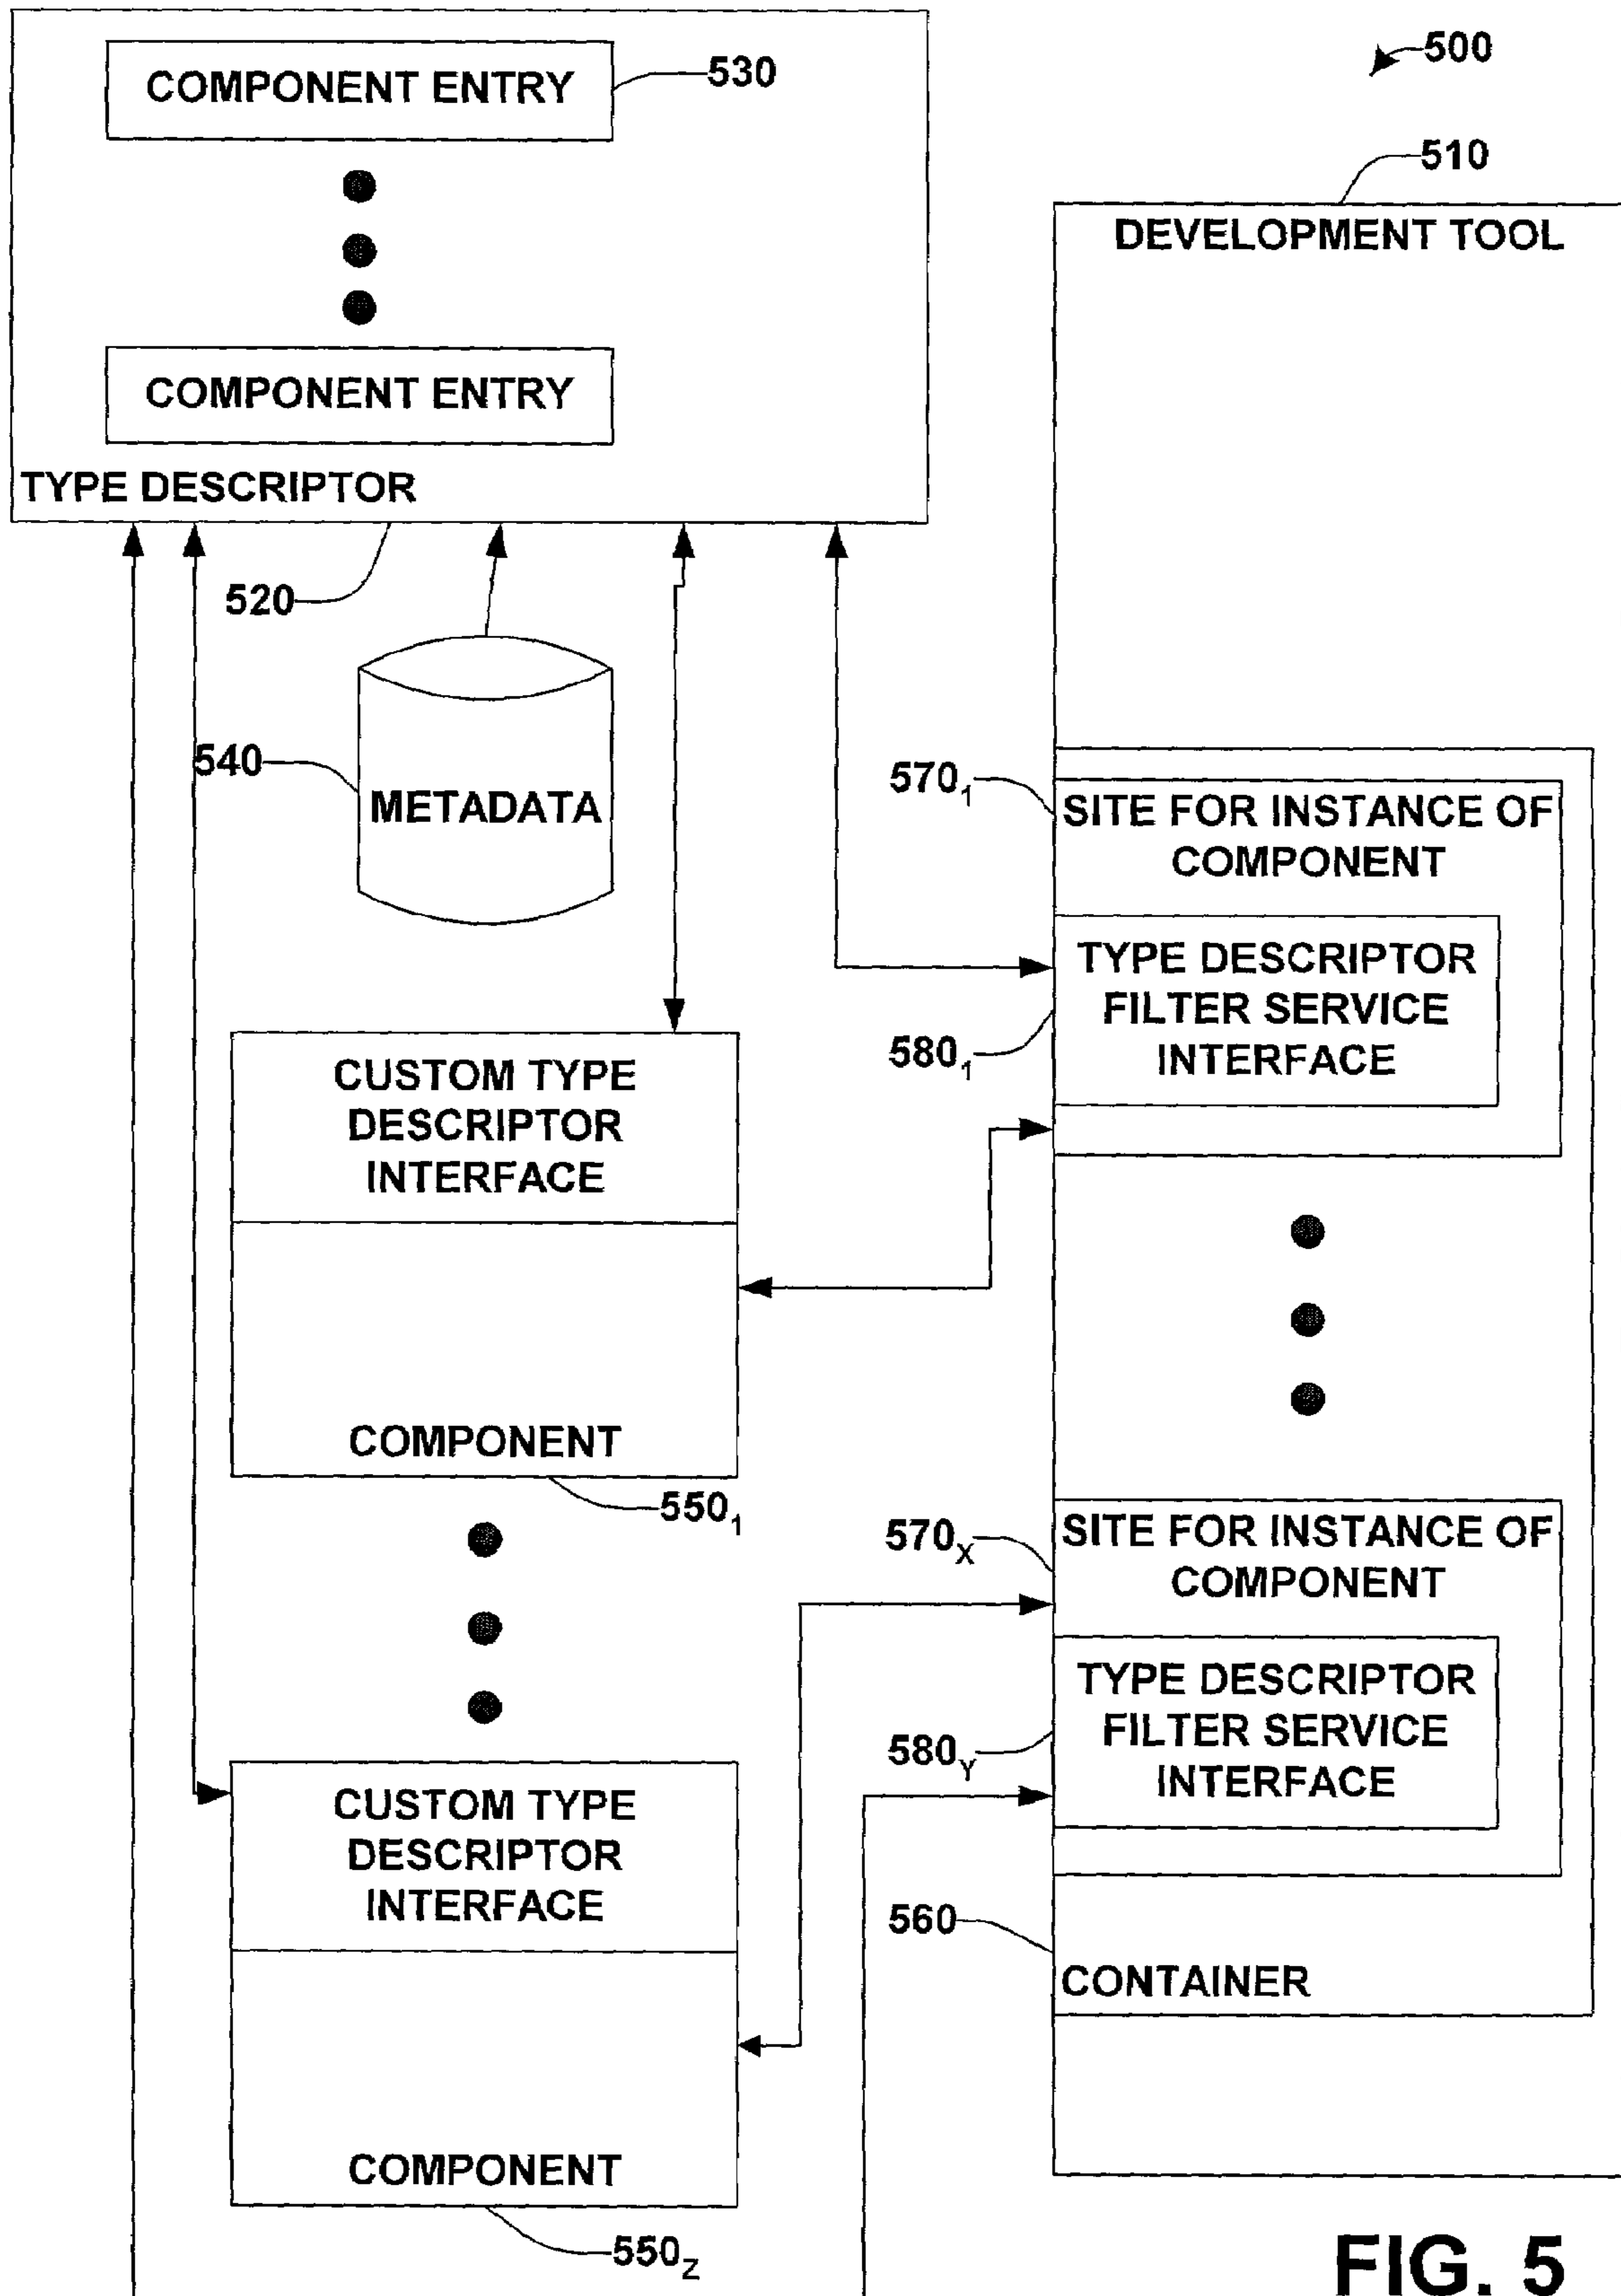 COMPONENT ENTRY
530
COMPONENT ENTRY
TYPE DESCRIPTOR
520
500
510
DEVELOPMENT TOOL
540
METADATA
570₁
SITE FOR INSTANCE OF
COMPONENT
TYPE DESCRIPTOR
FILTER SERVICE
INTERFACE
580₁
CUSTOM TYPE
DESCRIPTOR
INTERFACE
COMPONENT
550₁
570X
SITE FOR INSTANCE OF
COMPONENT
TYPE DESCRIPTOR
FILTER SERVICE
INTERFACE
580Y
CUSTOM TYPE
DESCRIPTOR
INTERFACE
560
CONTAINER
COMPONENT
550Z
FIG. 5